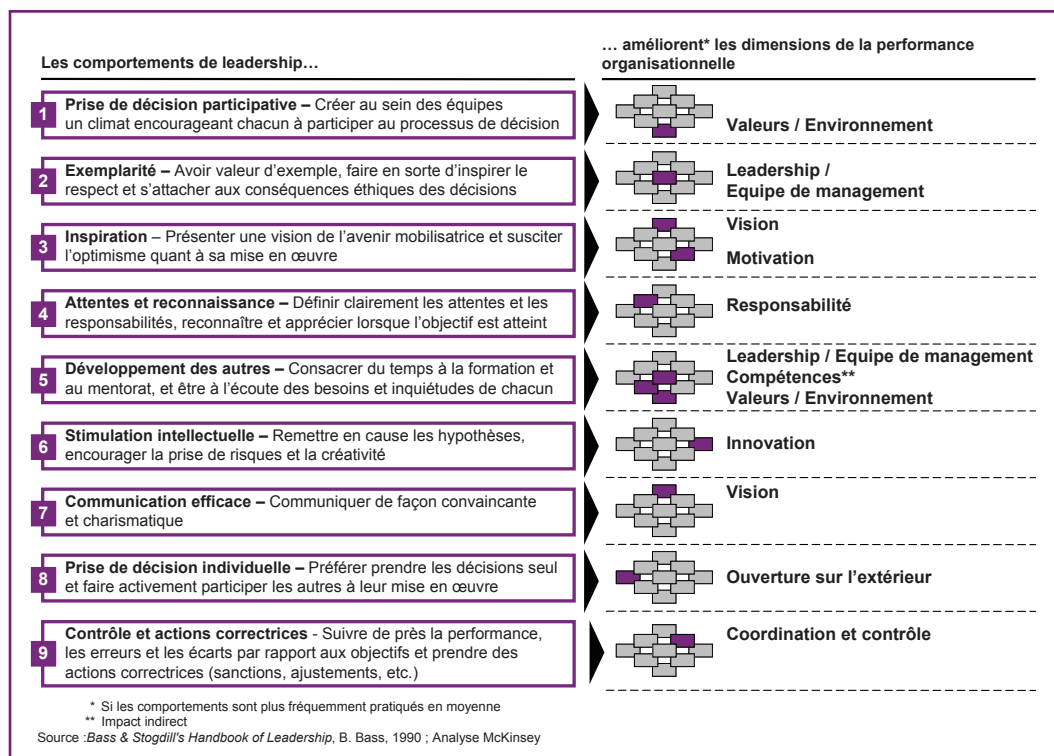 Les comportements de leadership…
… améliorent* les dimensions de la performance
organisationnelle
1
Prise de décision participative – Créer au sein des équipes
un climat encourageant chacun à participer au processus de décision
Valeurs / Environnement
2
Exemplarité – Avoir valeur d’exemple, faire en sorte d’inspirer le
respect et s’attacher aux conséquences éthiques des décisions
Leadership /
Equipe de management
3
Inspiration – Présenter une vision de l’avenir mobilisatrice et susciter
l’optimisme quant à sa mise en œuvre
Vision
Motivation
4
Attentes et reconnaissance – Définir clairement les attentes et les
responsabilités, reconnaître et apprécier lorsque l’objectif est atteint
Responsabilité
5
Développement des autres – Consacrer du temps à la formation et
au mentorat, et être à l’écoute des besoins et inquiétudes de chacun
Leadership / Equipe de management
Compétences**
Valeurs / Environnement
6
Stimulation intellectuelle – Remettre en cause les hypothèses,
encourager la prise de risques et la créativité
Innovation
7
Communication efficace – Communiquer de façon convaincante
et charismatique
Vision
8
Prise de décision individuelle – Préférer prendre les décisions seul
et faire activement participer les autres à leur mise en œuvre
Ouverture sur l’extérieur
9
Contrôle et actions correctrices - Suivre de près la performance,
les erreurs et les écarts par rapport aux objectifs et prendre des
actions correctrices (sanctions, ajustements, etc.)
Coordination et contrôle
* Si les comportements sont plus fréquemment pratiqués en moyenne
** Impact indirect
Source :Bass & Stogdill's Handbook of Leadership, B. Bass, 1990 ; Analyse McKinsey